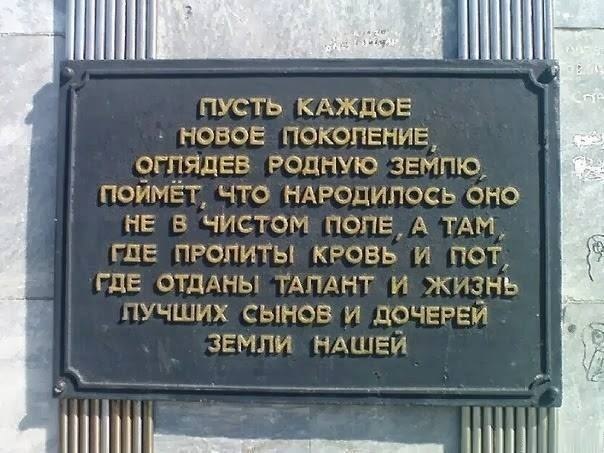 ПУСТЬ КАЖДОЕ
НОВОЕ ПОКОЛЕНИЕ,
ОГЛЯДЕВ РОДНУЮ ЗЕМЛЮ,
ПОЙМЁТ, ЧТО НАРОДИЛОСЬ ОНО
НЕ В ЧИСТОМ ПОЛЕ, А ТАМ,
ГДЕ ПРОЛИТЫ КРОВЬ И ПОТ,
ГДЕ ОТДАНЫ ТАЛАНТ И ЖИЗНЬ
ЛУЧШИХ СЫНОВ И ДОЧЕРЕЙ
ЗЕМЛИ НАШЕЙ